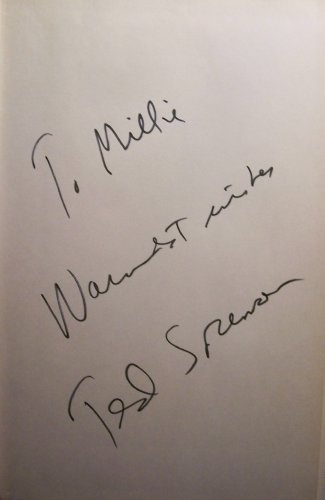 To Millie
Warmest wishes
Ted Sorensen